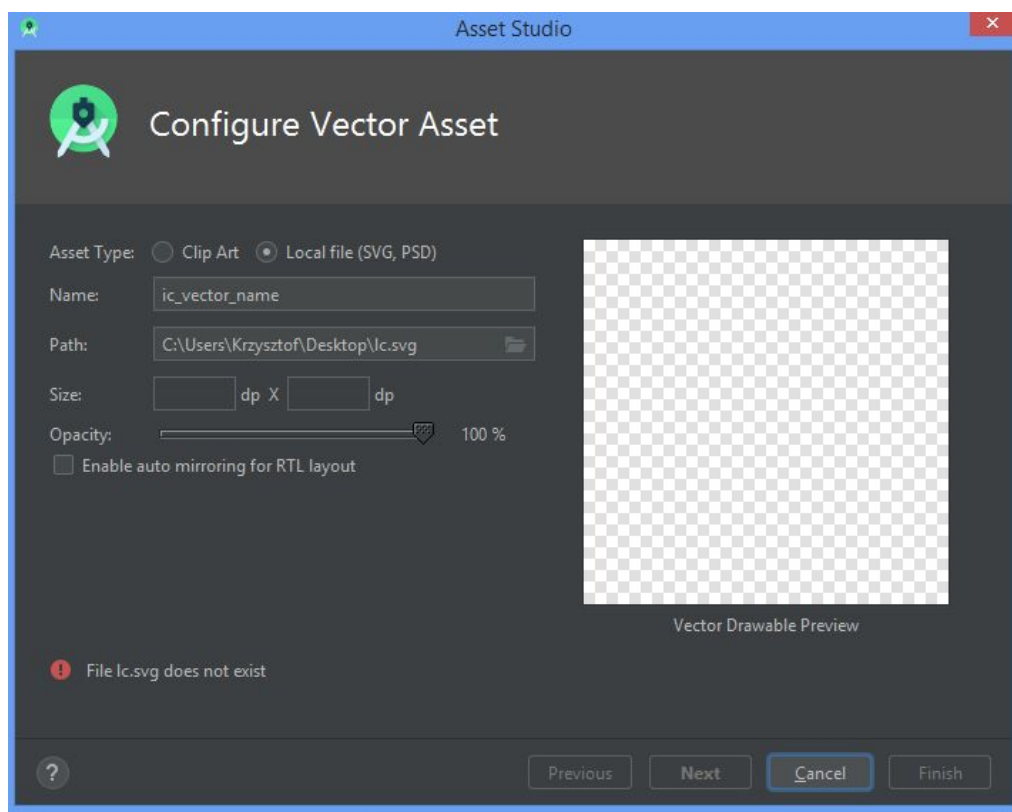 Asset Studio
Configure Vector Asset
Asset Type: Clip Art Local file (SVG, PSD)
Name: ic_vector_name
Path: C:\Users\Krzysztof\Desktop\lc.svg
Size: dp X dp
Opacity: 100 %
Enable auto mirroring for RTL layout
Vector Drawable Preview
File lc.svg does not exist
? Previous Next Cancel Finish